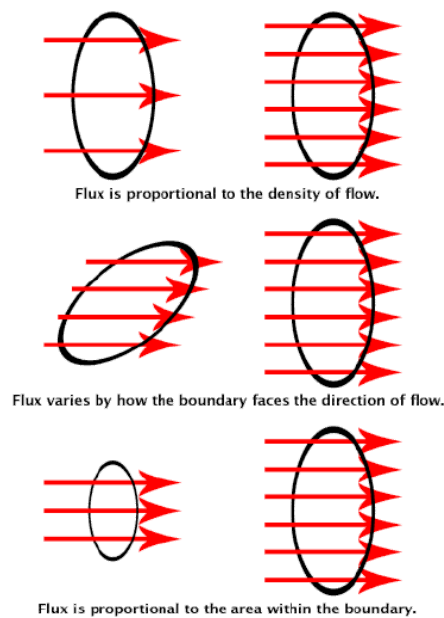 Flux is proportional to the density of flow.
Flux varies by how the boundary faces the direction of flow.
Flux is proportional to the area within the boundary.